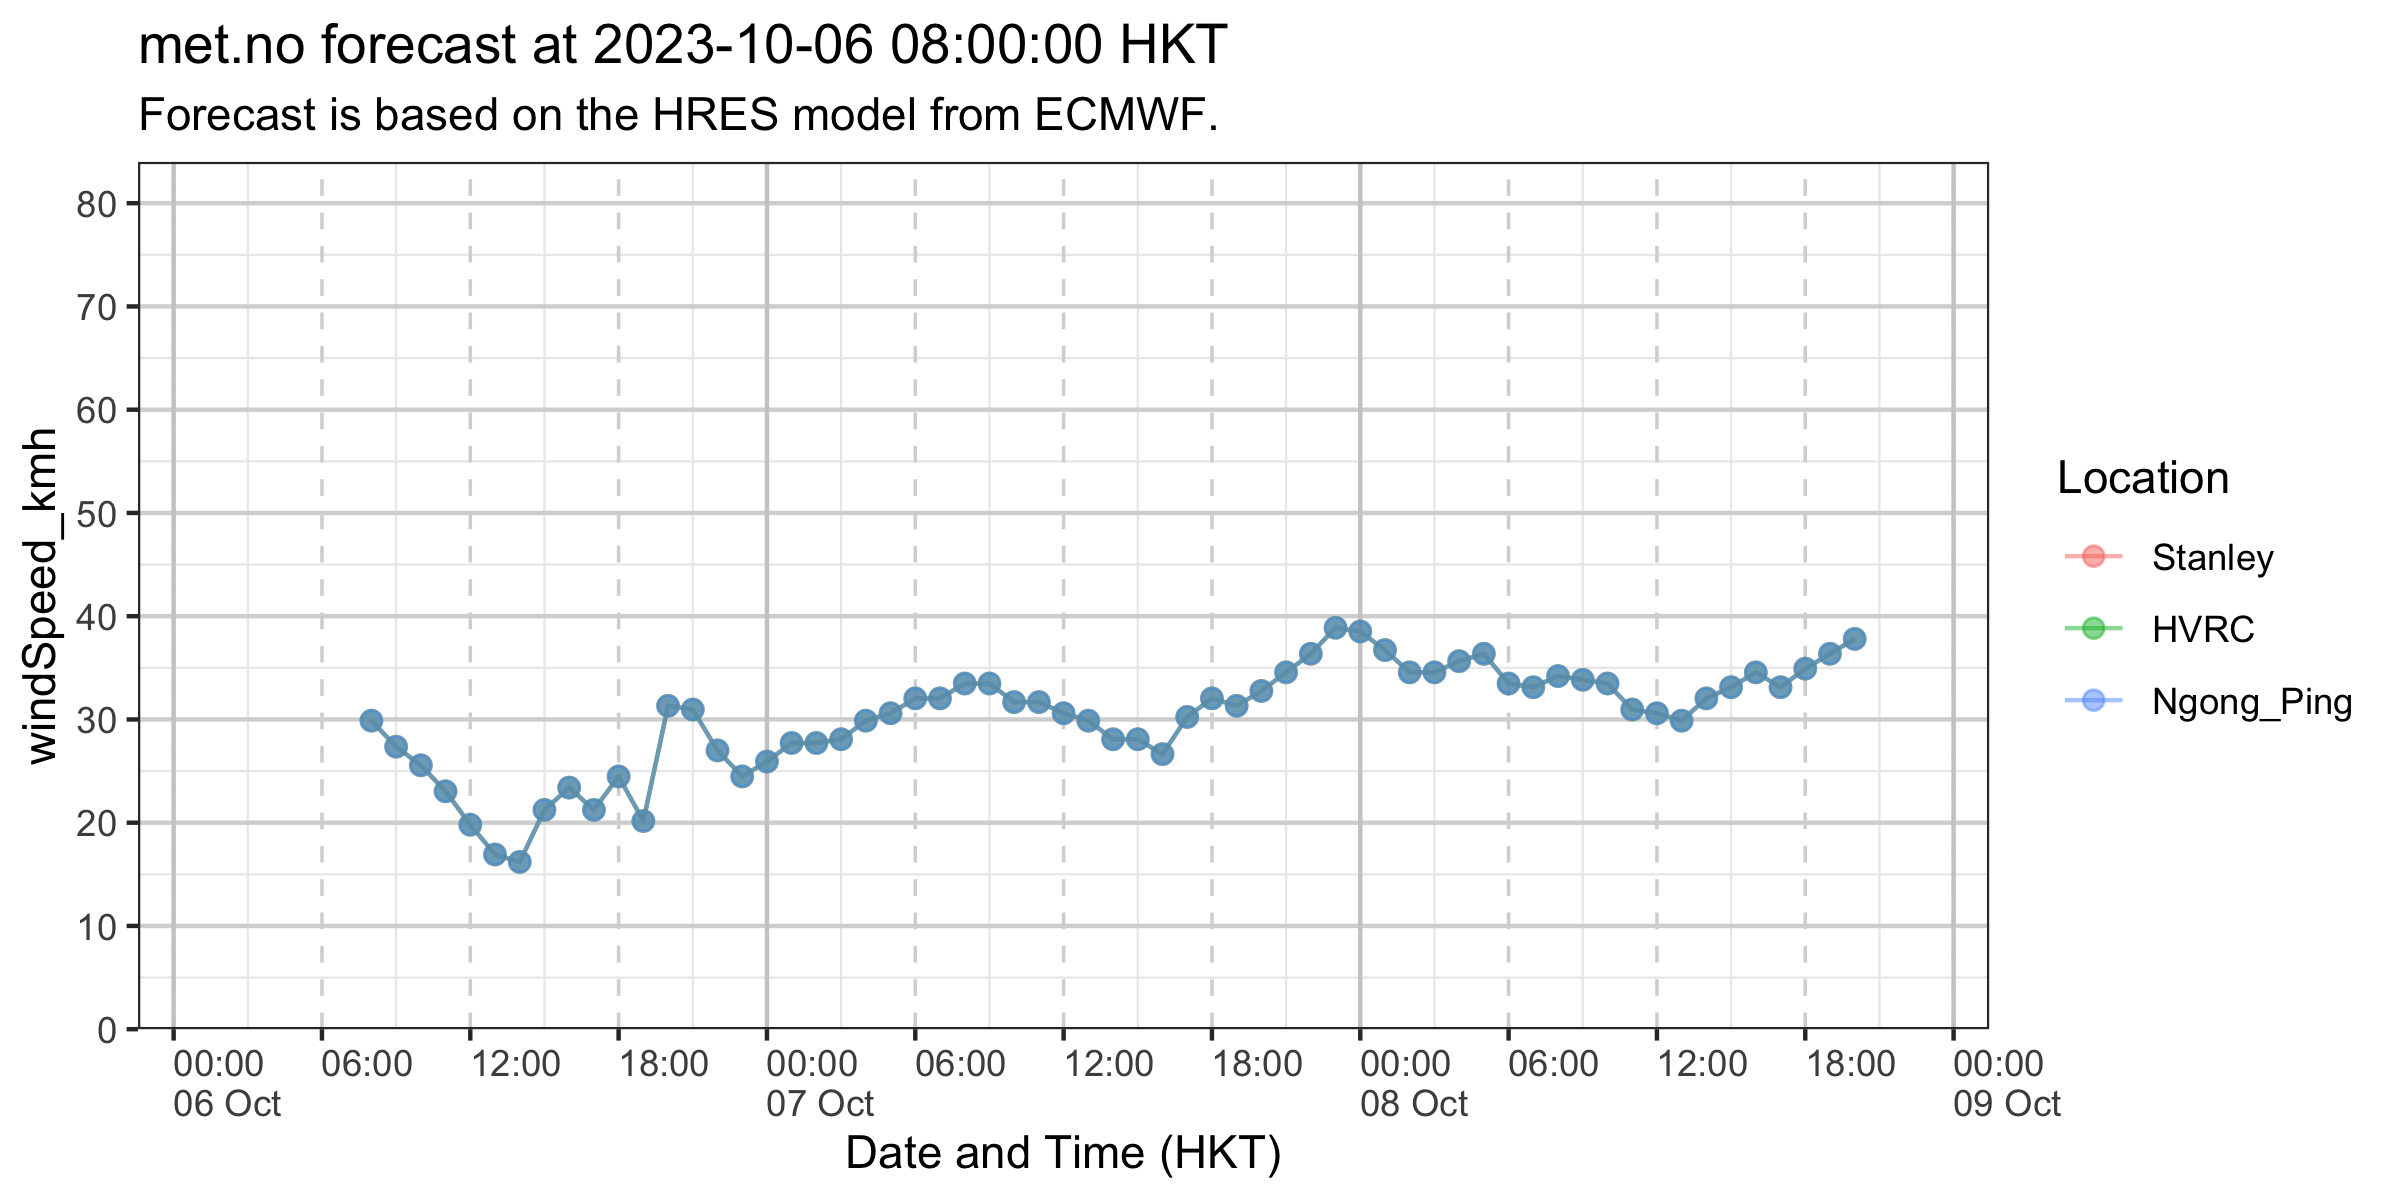 met.no forecast at 2023-10-06 08:00:00 HKT
Forecast is based on the HRES model from ECMWF.
windSpeed_kmh
80
70
60
50
40
30
20
10
0
00:00 06:00 12:00 18:00 00:00 06:00 12:00 18:00 00:00 06:00 12:00 18:00 00:00
06 Oct 07 Oct 08 Oct 09 Oct
Date and Time (HKT)
Location
Stanley
HVRC
Ngong_Ping